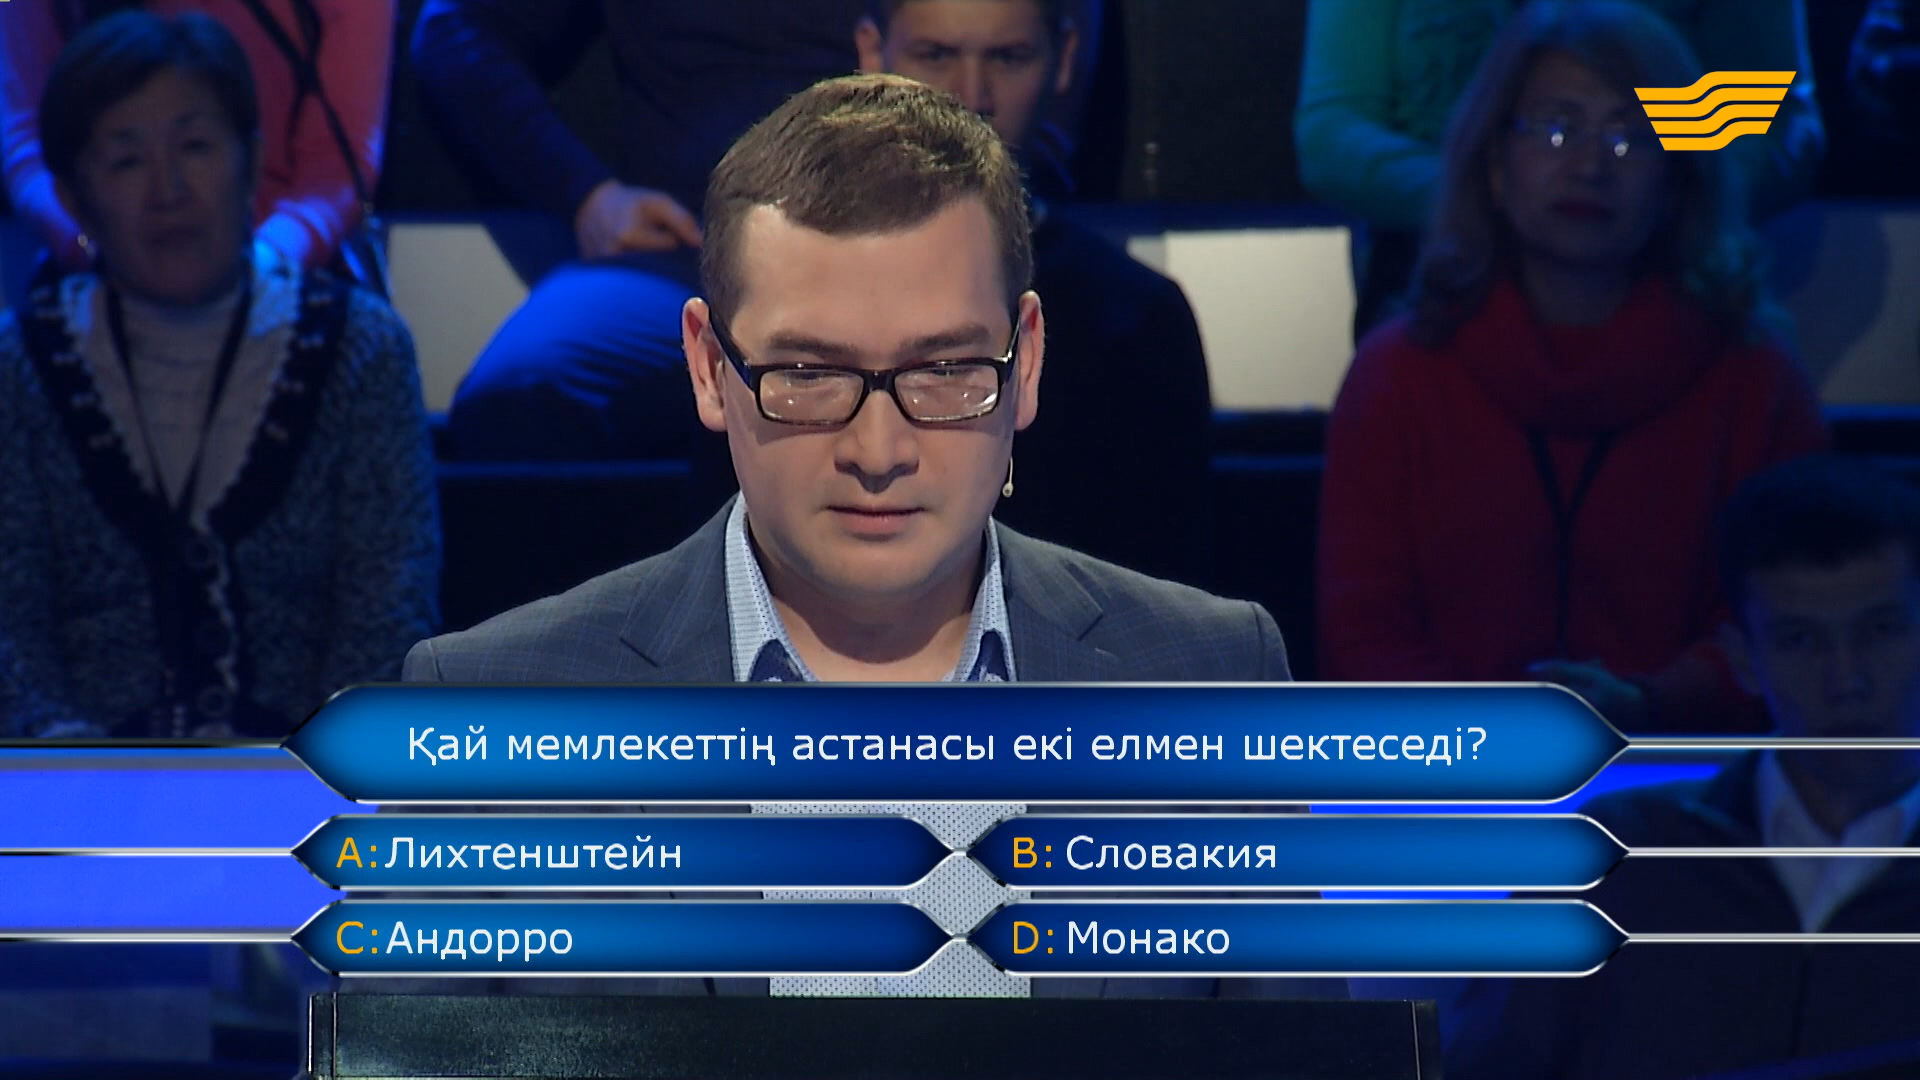 Қай мемлекеттің астанасы екі елмен шектеседі?
A: Лихтенштейн
B: Словакия
C: Андорро
D: Монако